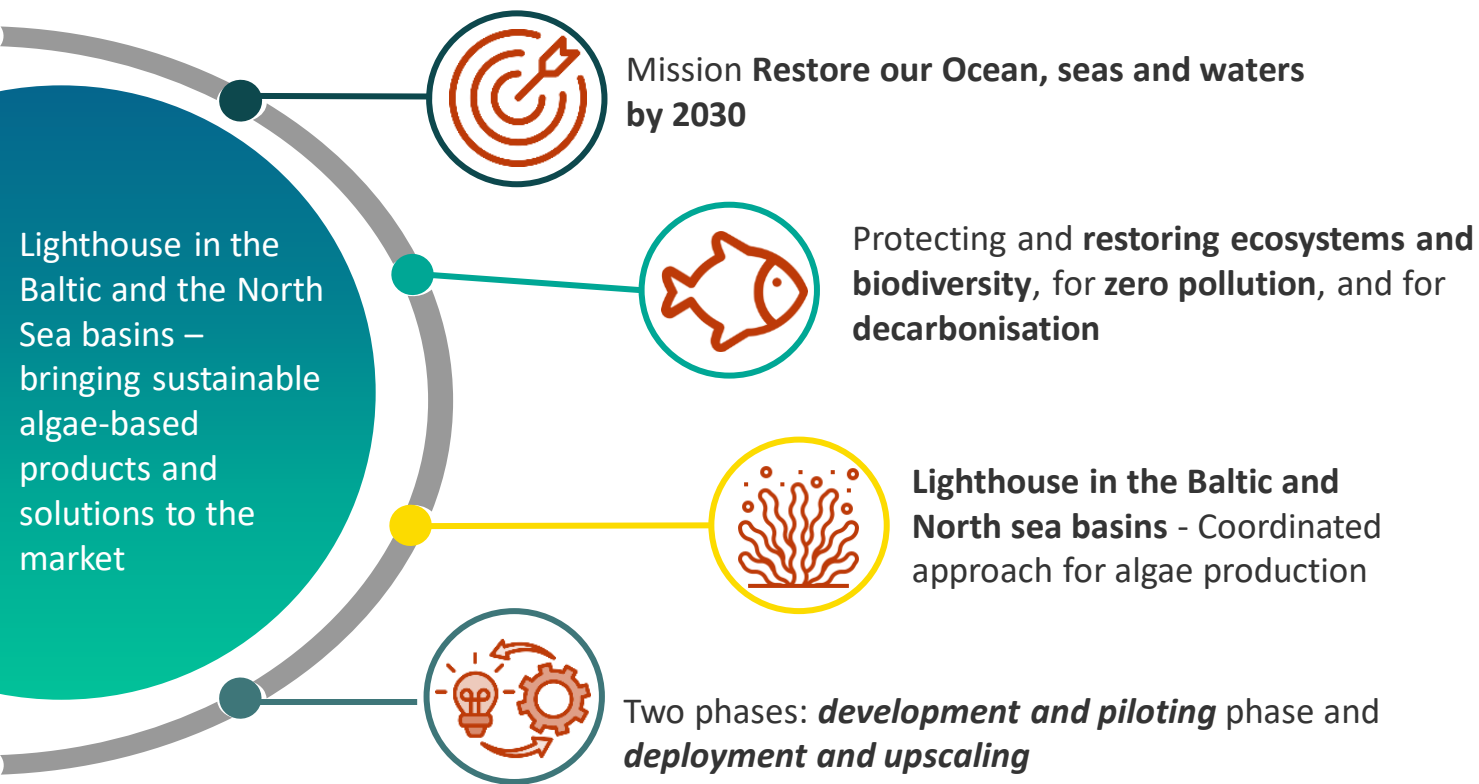 Mission Restore our Ocean, seas and waters
by 2030
Protecting and restoring ecosystems and
biodiversity, for zero pollution, and for
decarbonisation
Lighthouse in the
Baltic and the North
Sea basins –
bringing sustainable
algae-based
products and
solutions to the
market
Lighthouse in the Baltic and
North sea basins - Coordinated
approach for algae production
Two phases: development and piloting phase and
deployment and upscaling